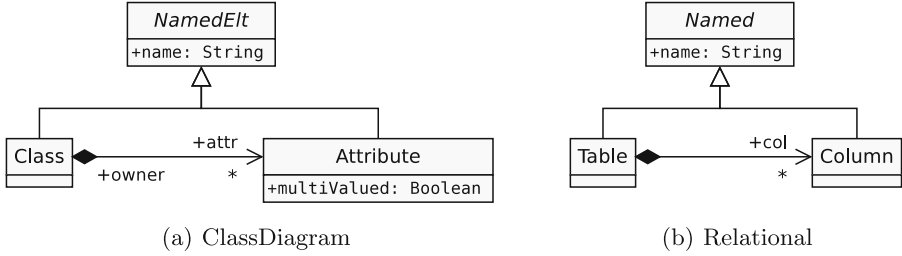 NamedElt
+name: String
Class
+attr
+owner
*
Attribute
+multiValued: Boolean
(a) ClassDiagram
Named
+name: String
Table
+col
*
Column
(b) Relational